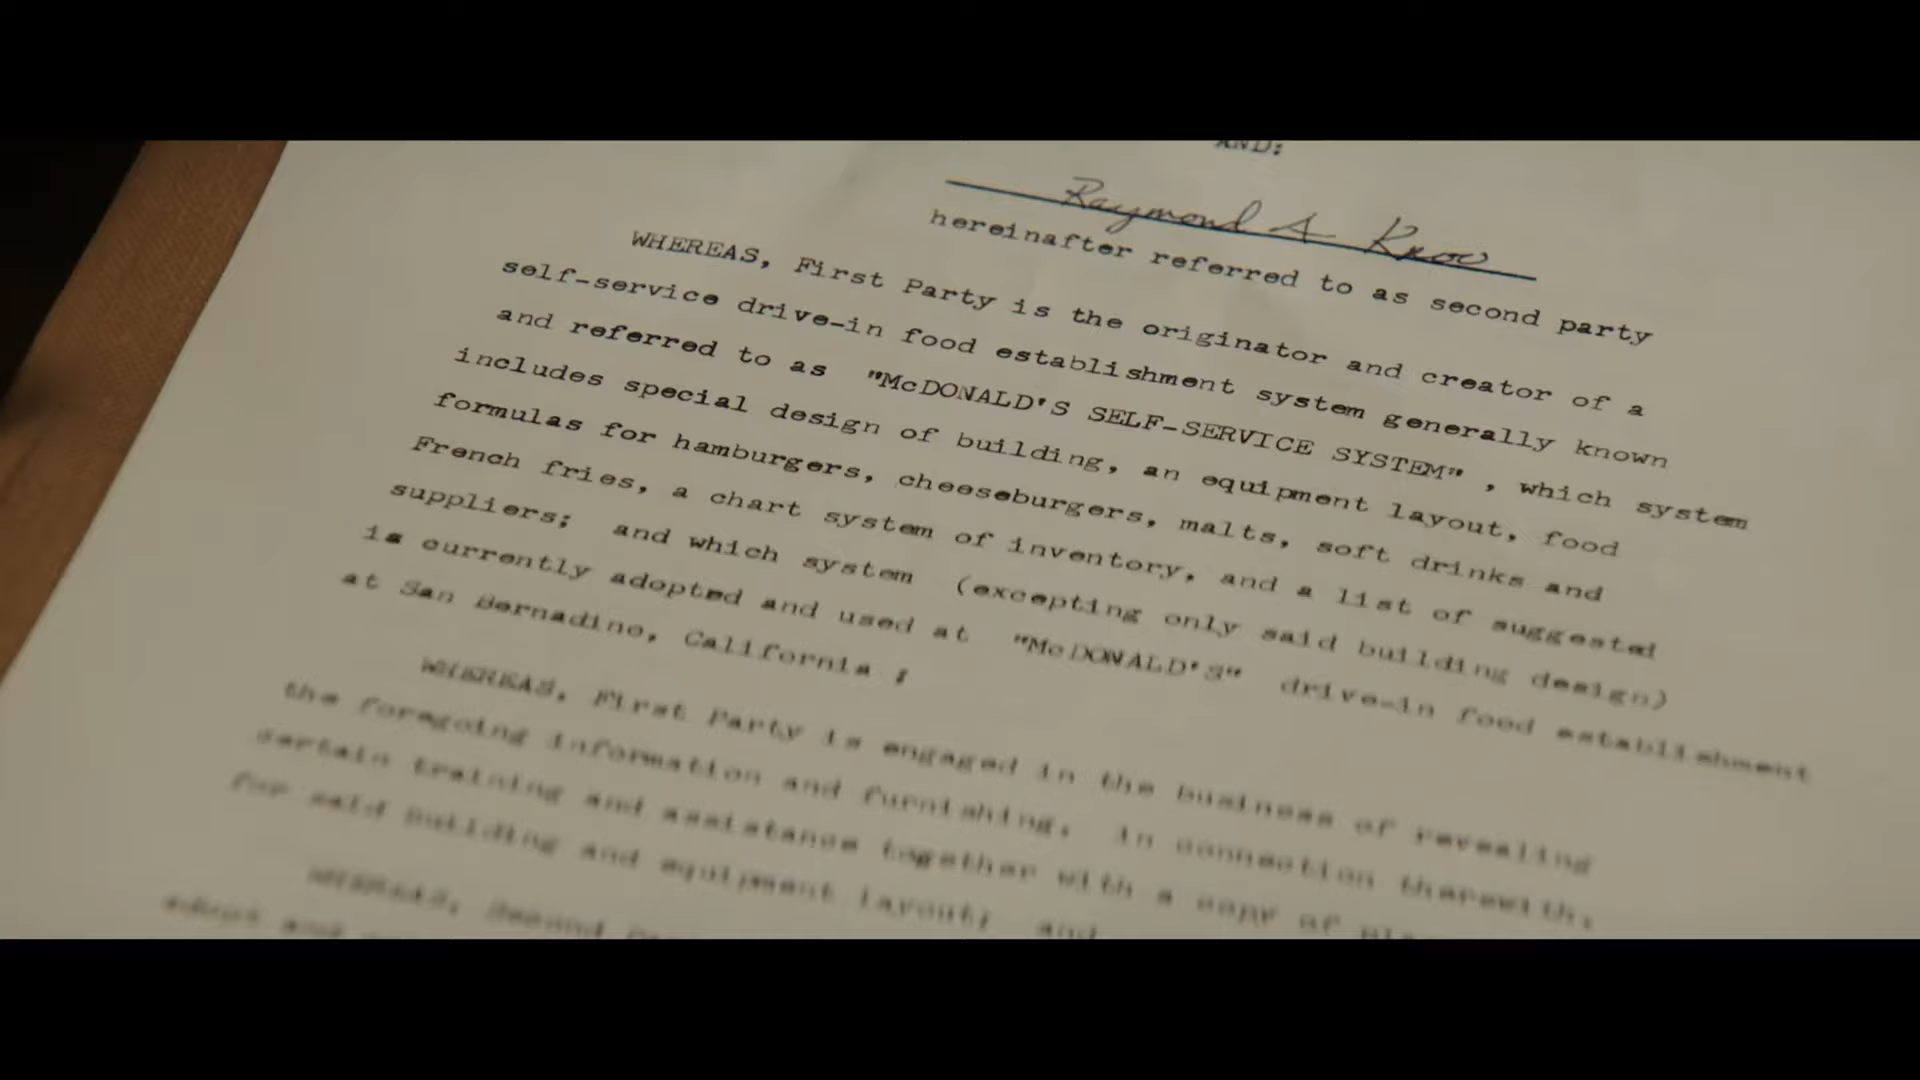 AND:
Raymond A Kroc
hereinafter referred to as second party
WHEREAS, First Party is the originator and creator of a
self-service drive-in food establishment system generally known
and referred to as "McDONALD'S SELF-SERVICE SYSTEM" , which system
includes special design of building, an equipment layout, food
formulas for hamburgers, cheeseburgers, malts, soft drinks and
French fries, a chart system of inventory, and a list of suggested
suppliers; and which system (excepting only said building design)
is currently adopted and used at "McDONALD'S" drive-in food establishment
at San Bernadino, California ;
WHEREAS, First Party is engaged in the business of revealing
the foregoing information and furnishing, in connection therewith,
certain training and assistance together with a copy of
for said building and equipment layout; and
WHEREAS, Second
adopt and